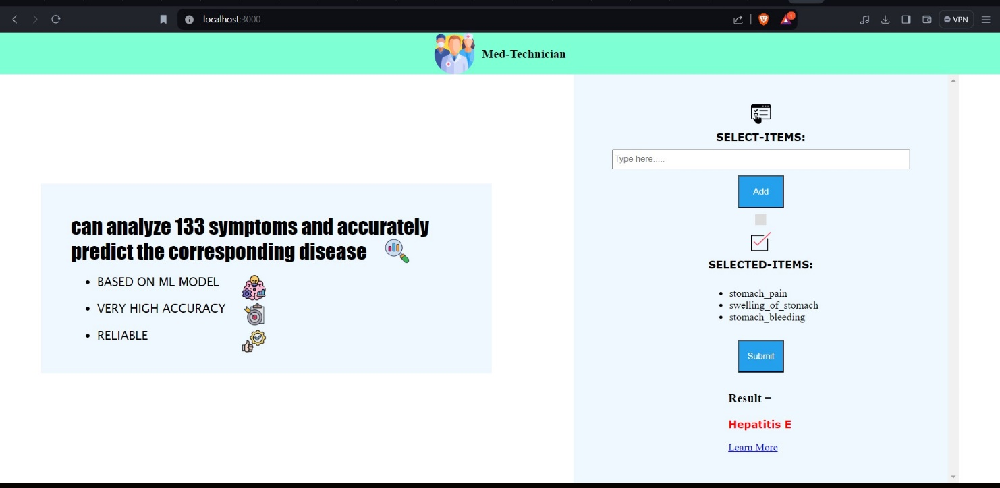 localhost:3000
VPN
Med-Technician
can analyze 133 symptoms and accurately
predict the corresponding disease
• BASED ON ML MODEL
• VERY HIGH ACCURACY
• RELIABLE
SELECT-ITEMS:
Type here.....
Add
SELECTED-ITEMS:
• stomach_pain
• swelling_of_stomach
• stomach_bleeding
Submit
Result =
Hepatitis E
Learn More